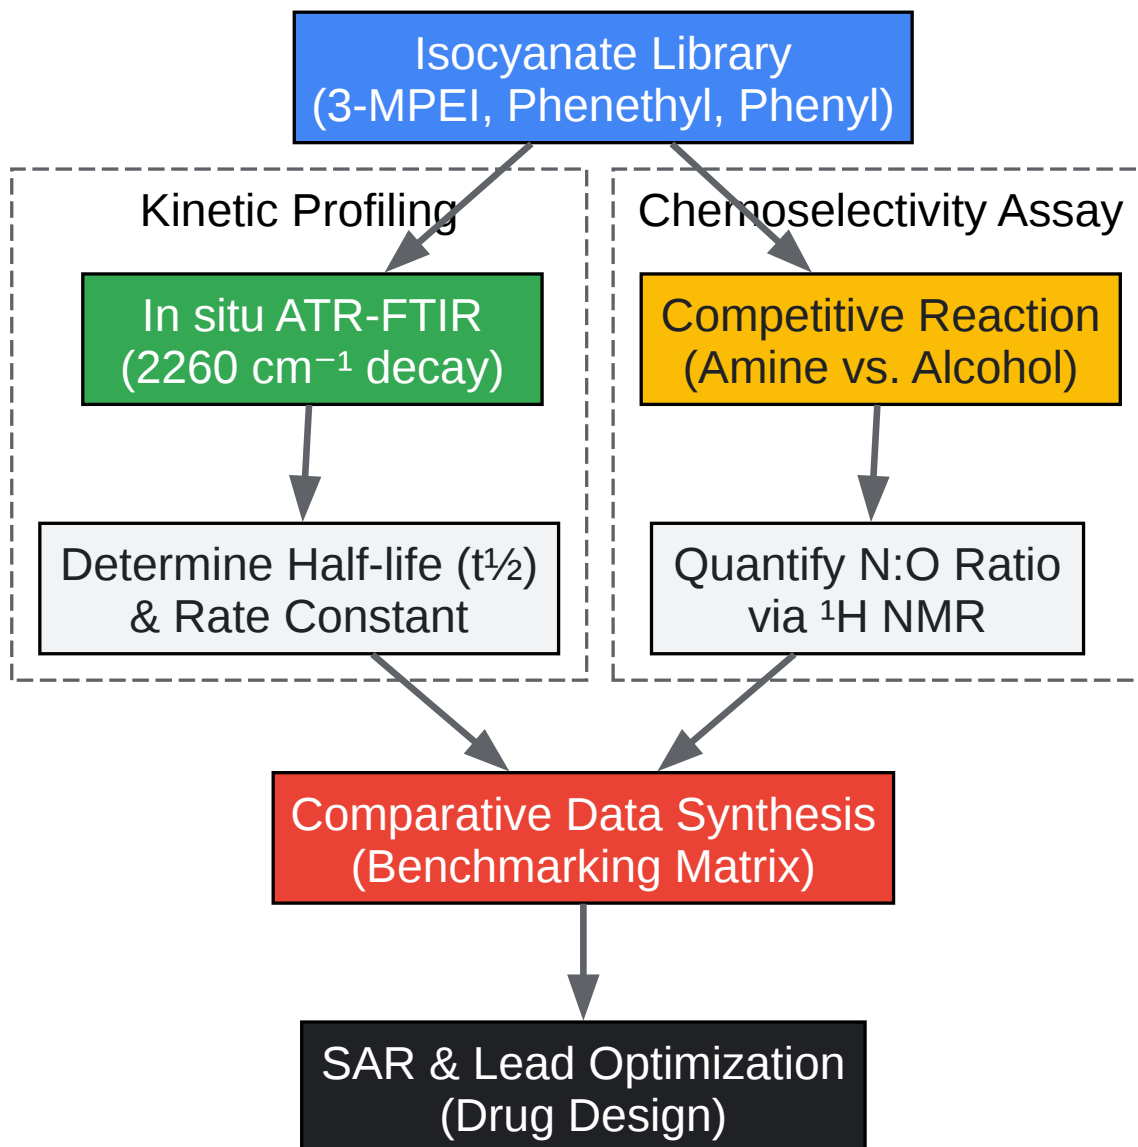 Isocyanate Library
(3-MPEI, Phenethyl, Phenyl)
Kinetic Profiling
Chemoselectivity Assay
In situ ATR-FTIR
(2260 cm⁻¹ decay)
Competitive Reaction
(Amine vs. Alcohol)
Determine Half-life (t½)
& Rate Constant
Quantify N:O Ratio
via ¹H NMR
Comparative Data Synthesis
(Benchmarking Matrix)
SAR & Lead Optimization
(Drug Design)